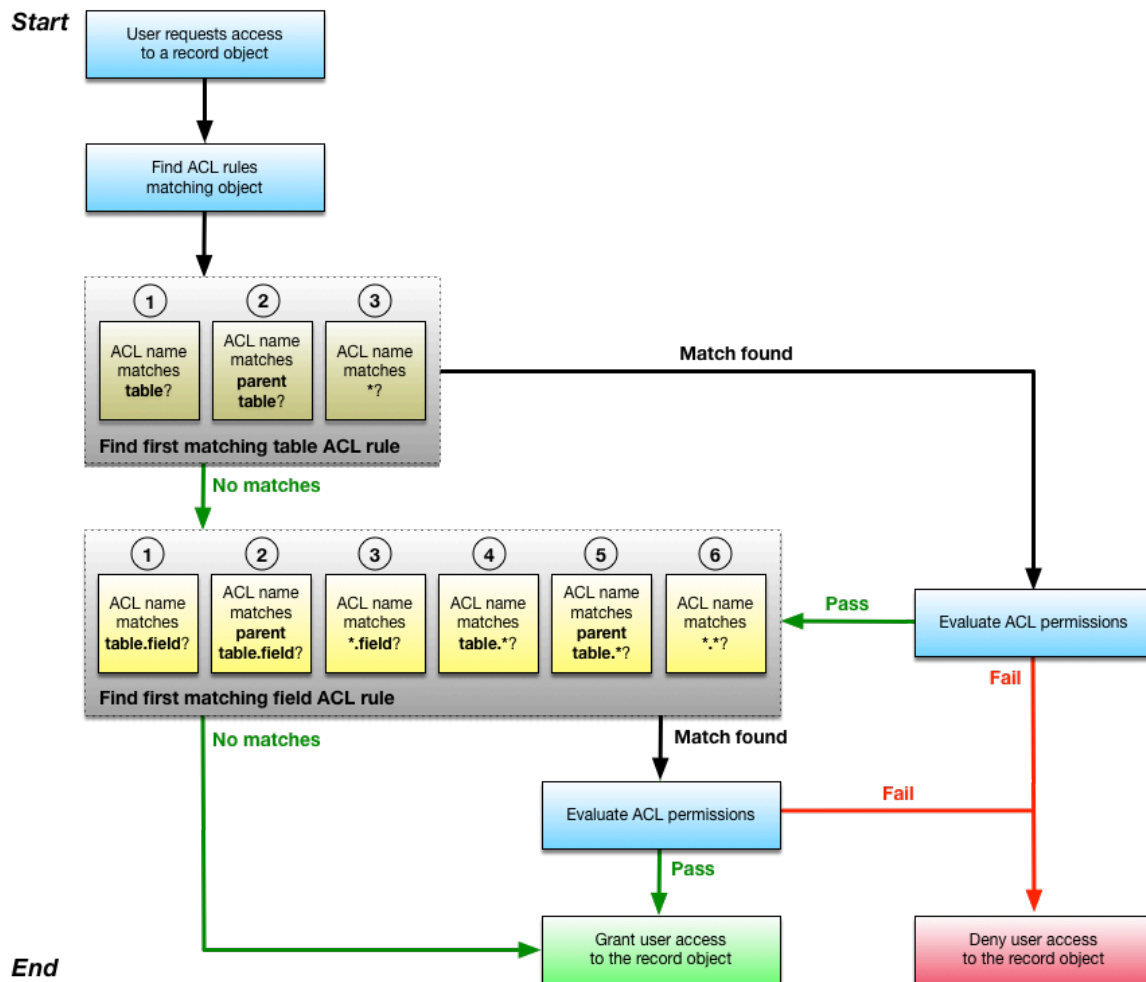 Start
User requests access
to a record object
Find ACL rules
matching object
1
2
3
ACL name
matches
table?
ACL name
matches
parent
table?
ACL name
matches
*?
Find first matching table ACL rule
Match found
No matches
1
2
3
4
5
6
ACL name
matches
table.field?
ACL name
matches
parent
table.field?
ACL name
matches
*.field?
ACL name
matches
table.*?
ACL name
matches
parent
table.*?
ACL name
matches
*.*?
Find first matching field ACL rule
Pass
Evaluate ACL permissions
Fail
No matches
Match found
Evaluate ACL permissions
Fail
Pass
Grant user access
to the record object
Deny user access
to the record object
End